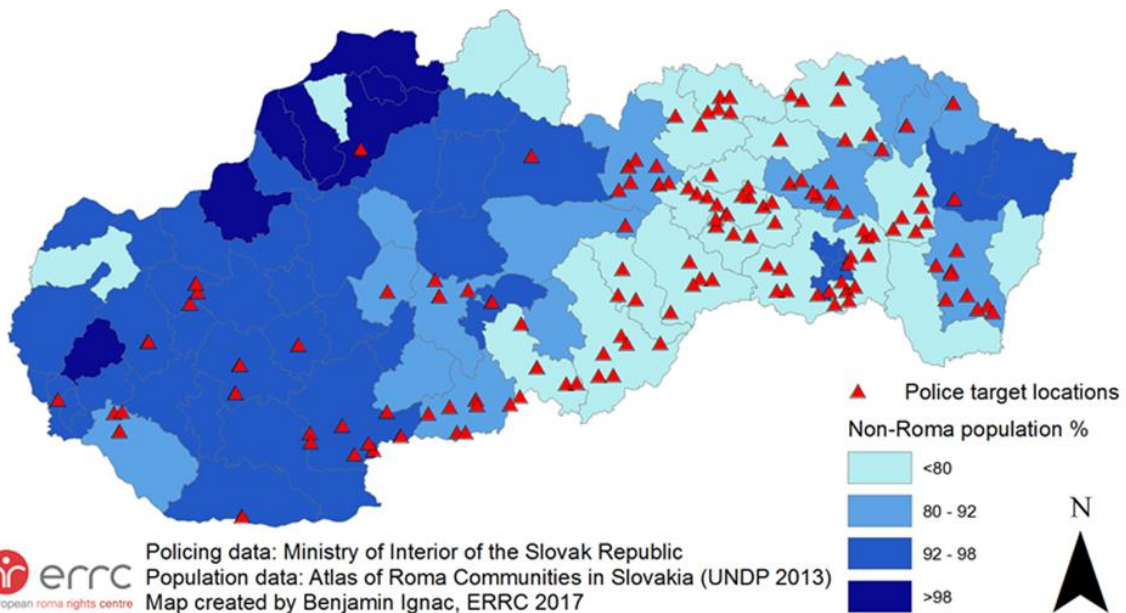 Police target locations
Non-Roma population %
<80
80 - 92
92 - 98
>98
N
errc
european roma rights centre
Policing data: Ministry of Interior of the Slovak Republic
Population data: Atlas of Roma Communities in Slovakia (UNDP 2013)
Map created by Benjamin Ignac, ERRC 2017